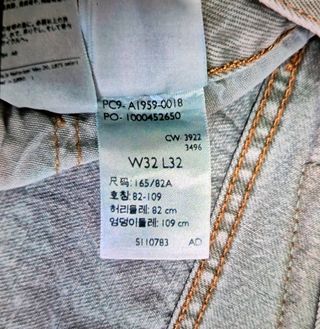 PC9- A1959-0018
PO- 1000452650
CW 3922
3496
W32 L32
尺码: 165/82A
호칭: 82-109
허리둘레: 82 cm
엉덩이둘레: 109 cm
5110783 AD